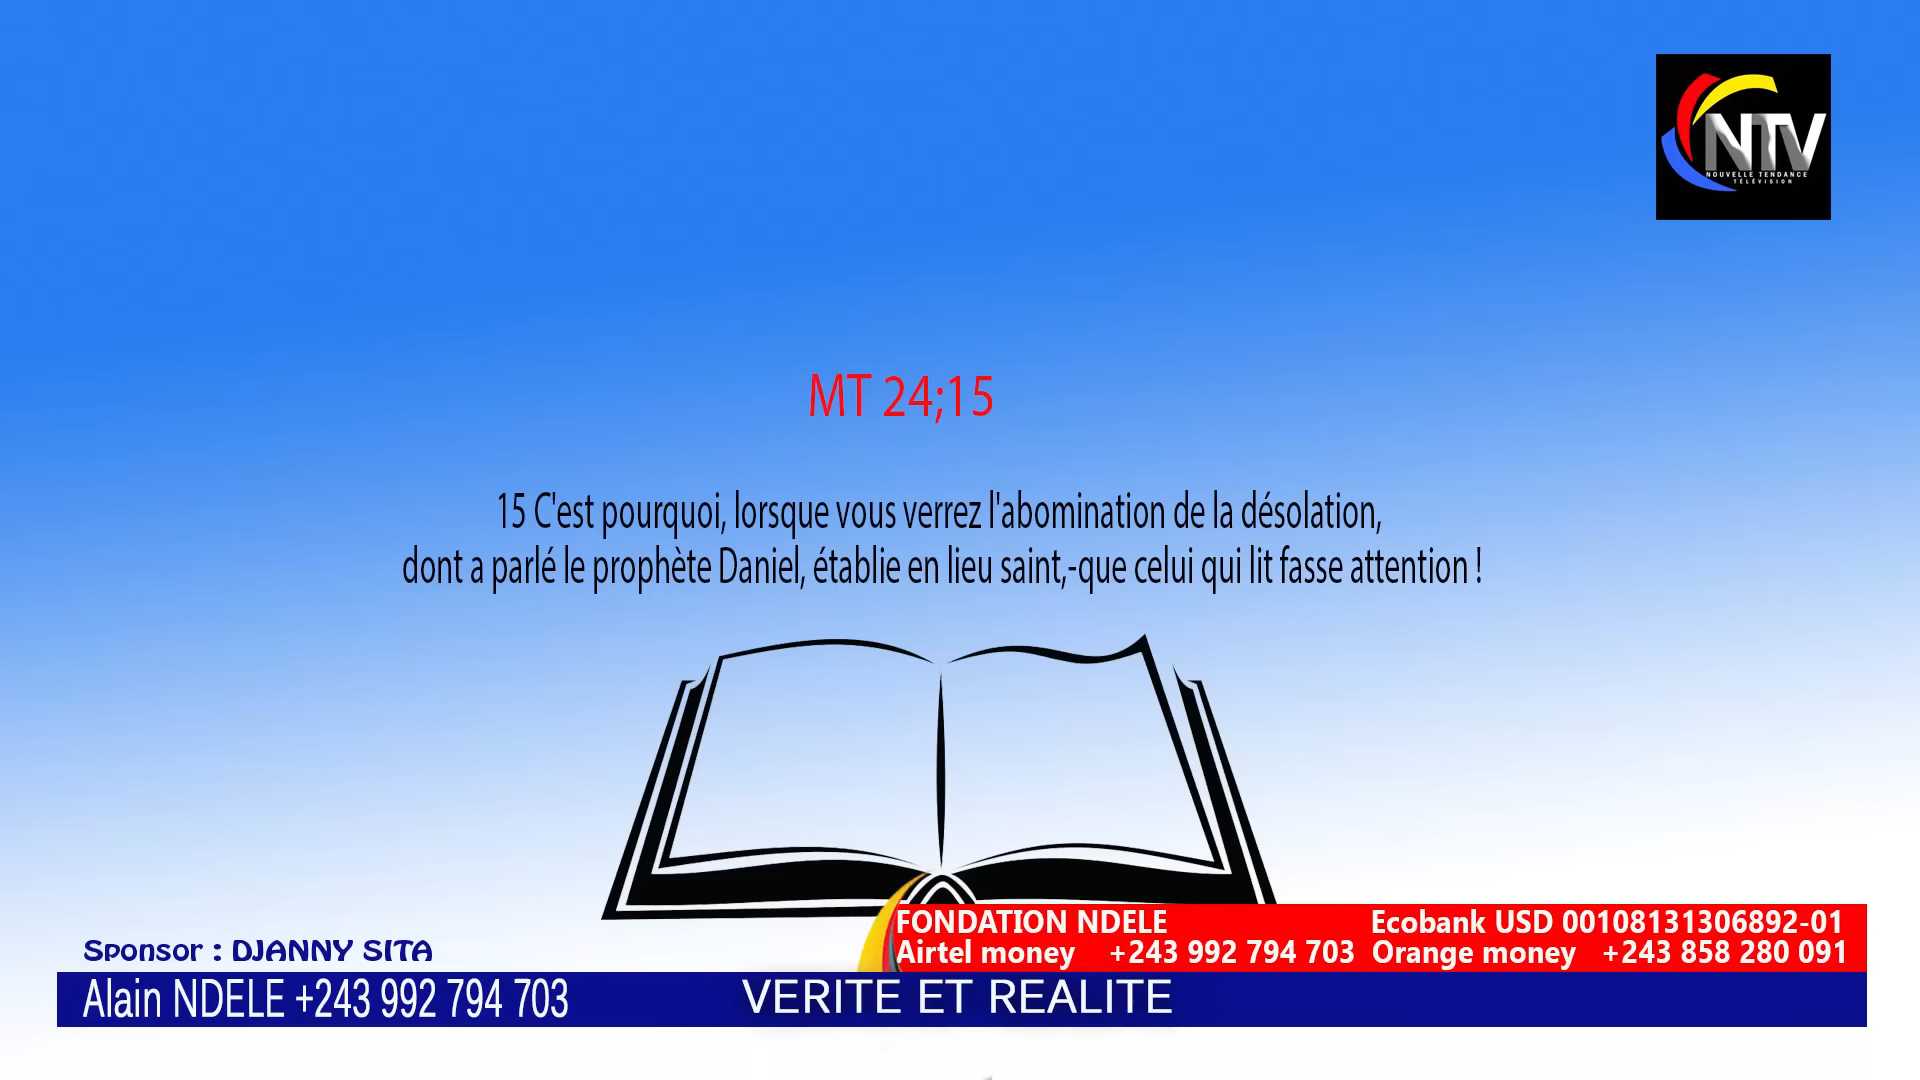 NTV
NOUVELLE TENDANCE
TÉLÉVISION
MT 24;15
15 C'est pourquoi, lorsque vous verrez l'abomination de la désolation,
dont a parlé le prophète Daniel, établie en lieu saint,-que celui qui lit fasse attention !
FONDATION NDELE Ecobank USD 00108131306892-01
Airtel money +243 992 794 703 Orange money +243 858 280 091
Sponsor : DJANNY SITA
Alain NDELE +243 992 794 703 VERITE ET REALITE